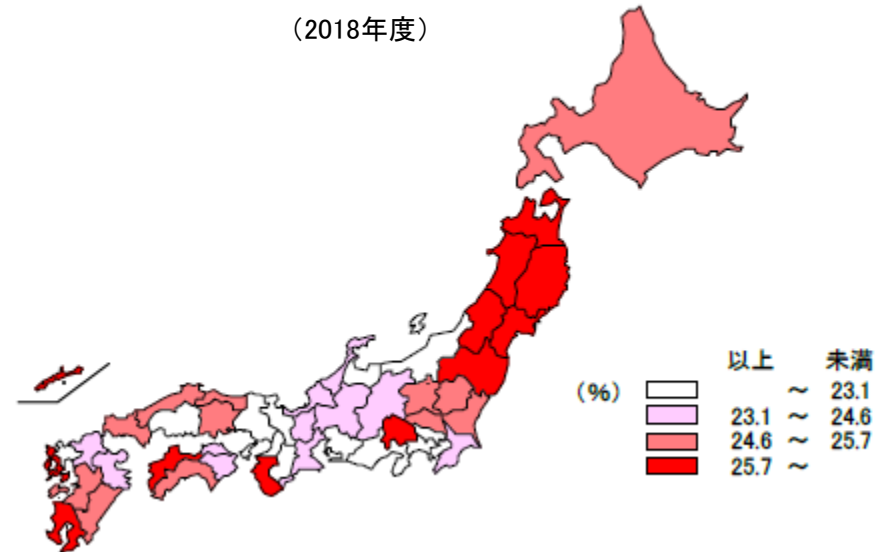 （2018年度）
以上 未満
（%） ～ 23.1
23.1 ～ 24.6
24.6 ～ 25.7
25.7 ～